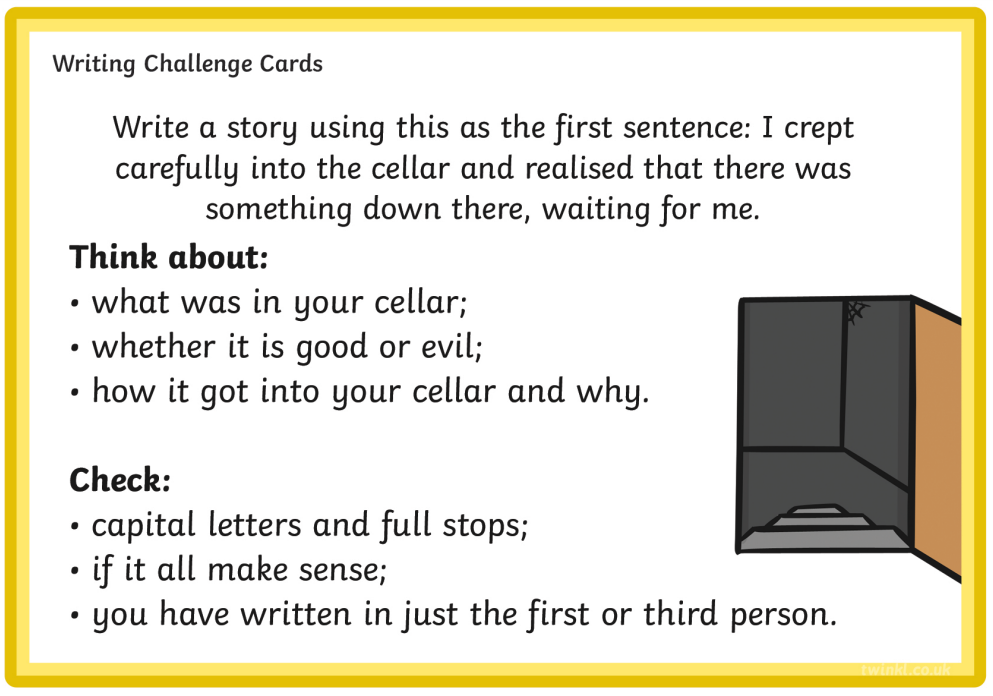 Writing Challenge Cards
Write a story using this as the first sentence: I crept
carefully into the cellar and realised that there was
something down there, waiting for me.
Think about:
• what was in your cellar;
• whether it is good or evil;
• how it got into your cellar and why.
Check:
• capital letters and full stops;
• if it all make sense;
• you have written in just the first or third person.
twinkl.co.uk